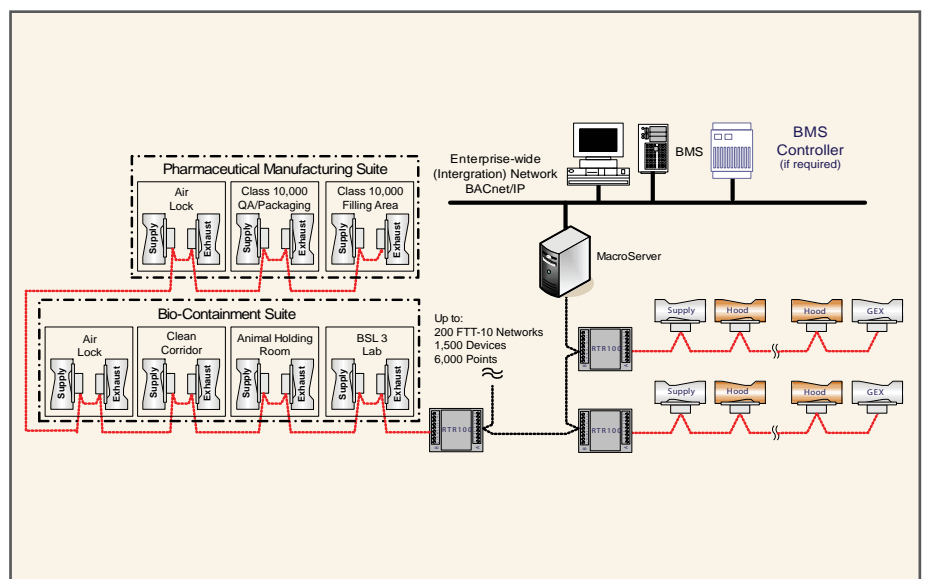 Enterprise-wide
(Intergration) Network
BACnet/IP
BMS
BMS
Controller
(if required)
MacroServer
Pharmaceutical Manufacturing Suite
Air
Lock
Class 10,000
QA/Packaging
Class 10,000
Filling Area
Supply
Exhaust
Supply
Exhaust
Supply
Exhaust
Bio-Containment Suite
Air
Lock
Clean
Corridor
Animal Holding
Room
BSL 3
Lab
Supply
Exhaust
Supply
Exhaust
Supply
Exhaust
Supply
Exhaust
Up to:
200 FTT-10 Networks
1,500 Devices
6,000 Points
RTR100
B
A
Supply
Hood
Hood
GEX
RTR100
B
A
RTR100
B
A
Supply
Hood
Hood
GEX